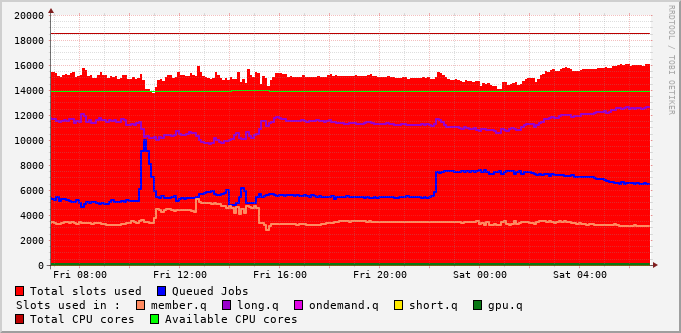 20000
18000
16000
14000
12000
10000
8000
6000
4000
2000
0
Fri 08:00 Fri 12:00 Fri 16:00 Fri 20:00 Sat 00:00 Sat 04:00
Total slots used Queued Jobs
Slots used in : member.q long.q ondemand.q short.q gpu.q
Total CPU cores Available CPU cores
RRDTOOL / TOBI OETIKER